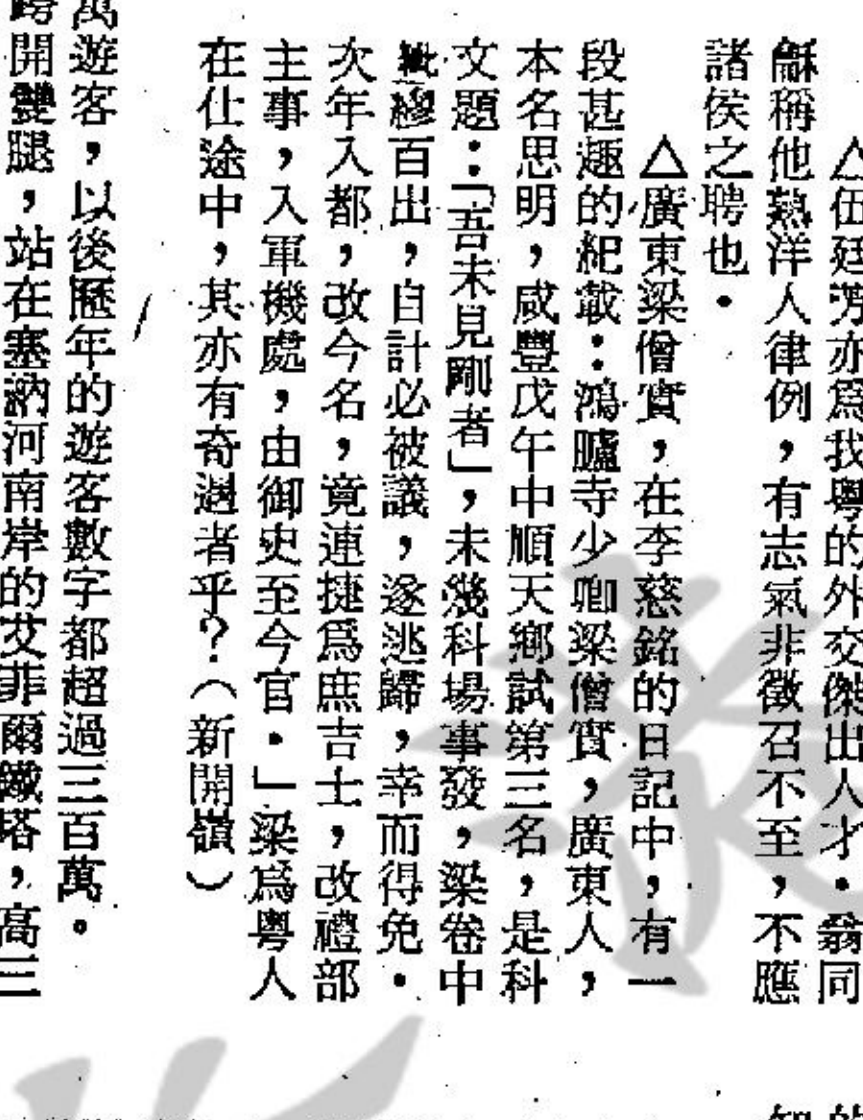 △伍廷芳亦爲我粵的外交傑出人才．翁同
龢稱他熟洋人律例，有志氣非徵召不至，不應
諸侯之聘也．
△廣東梁僧寶，在李慈銘的日記中，有一
段甚趣的紀載：鴻臚寺少卿梁僧寶，廣東人，
本名思明，咸豐戊午中順天鄉試第三名，是科
文題：「吾未見剛者」，未幾科場事發，梁卷中
紕繆百出，自計必被議，遂逃歸，幸而得免．
次年入都，改今名，竟連捷爲庶吉士，改禮部
主事，入軍機處，由御史至今官．」梁爲粵人
在仕途中，其亦有奇遇者乎？（新開嶺）
萬遊客，以後歷年的遊客數字都超過三百萬。
跨開雙腿，站在塞納河南岸的艾菲爾鐵塔，高三